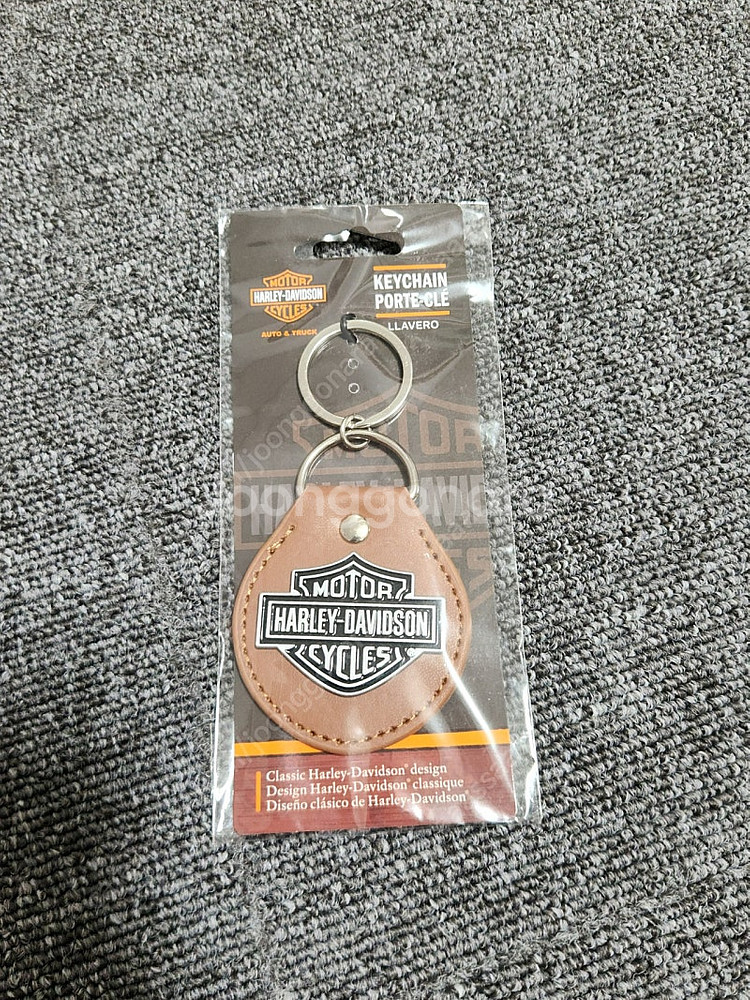 MOTOR
HARLEY-DAVIDSON
CYCLES
AUTO & TRUCK
KEYCHAIN
PORTE-CLÉ
LLAVERO
MOTOR
HARLEY-DAVIDSON
CYCLES
Classic Harley-Davidson® design
Design Harley-Davidson® classique
Diseño clásico de Harley-Davidson®
joonggonara